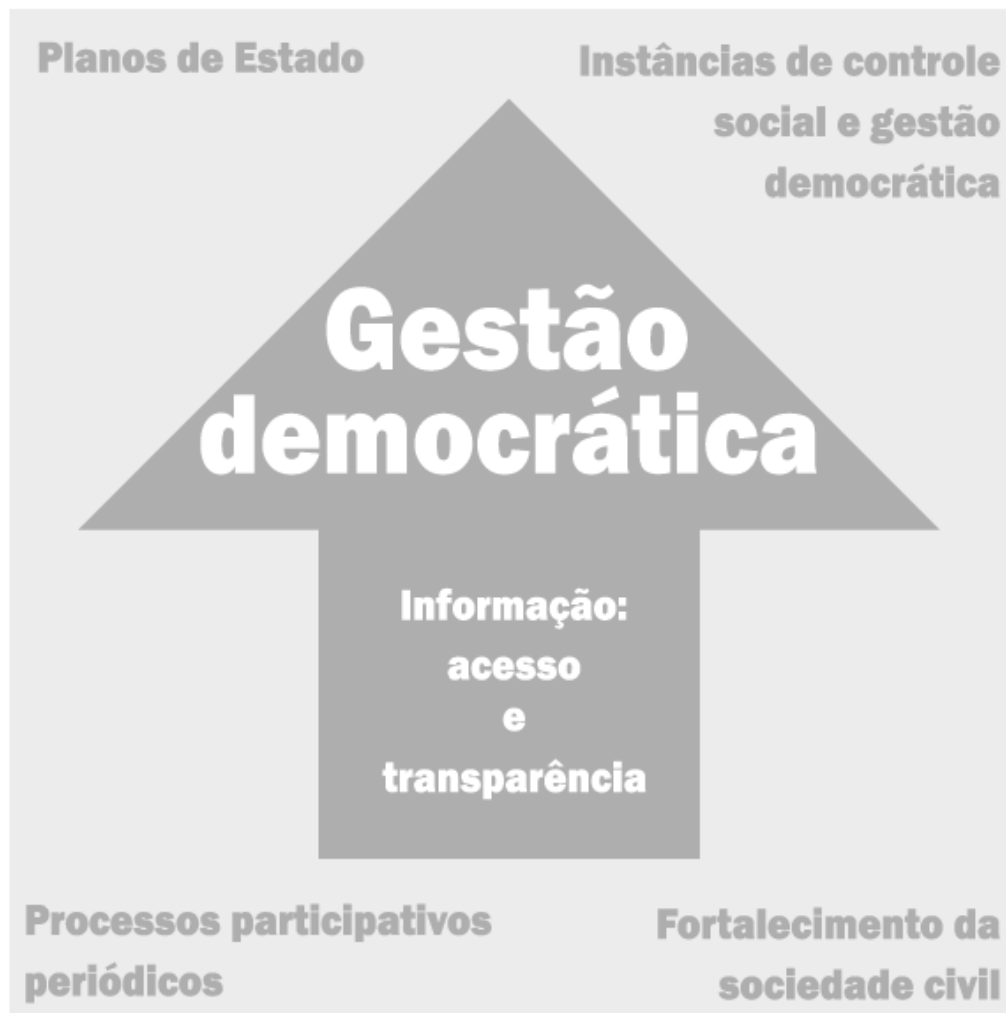 Planos de Estado
Instâncias de controle
social e gestão
democrática
Gestão
democrática
Informação:
acesso
e
transparência
Processos participativos
periódicos
Fortalecimento da
sociedade civil